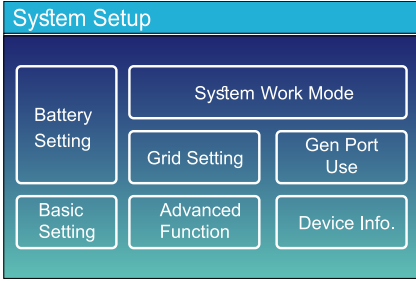 System Setup
System Work Mode
Battery
Setting
Grid Setting
Gen Port
Use
Basic
Setting
Advanced
Function
Device Info.